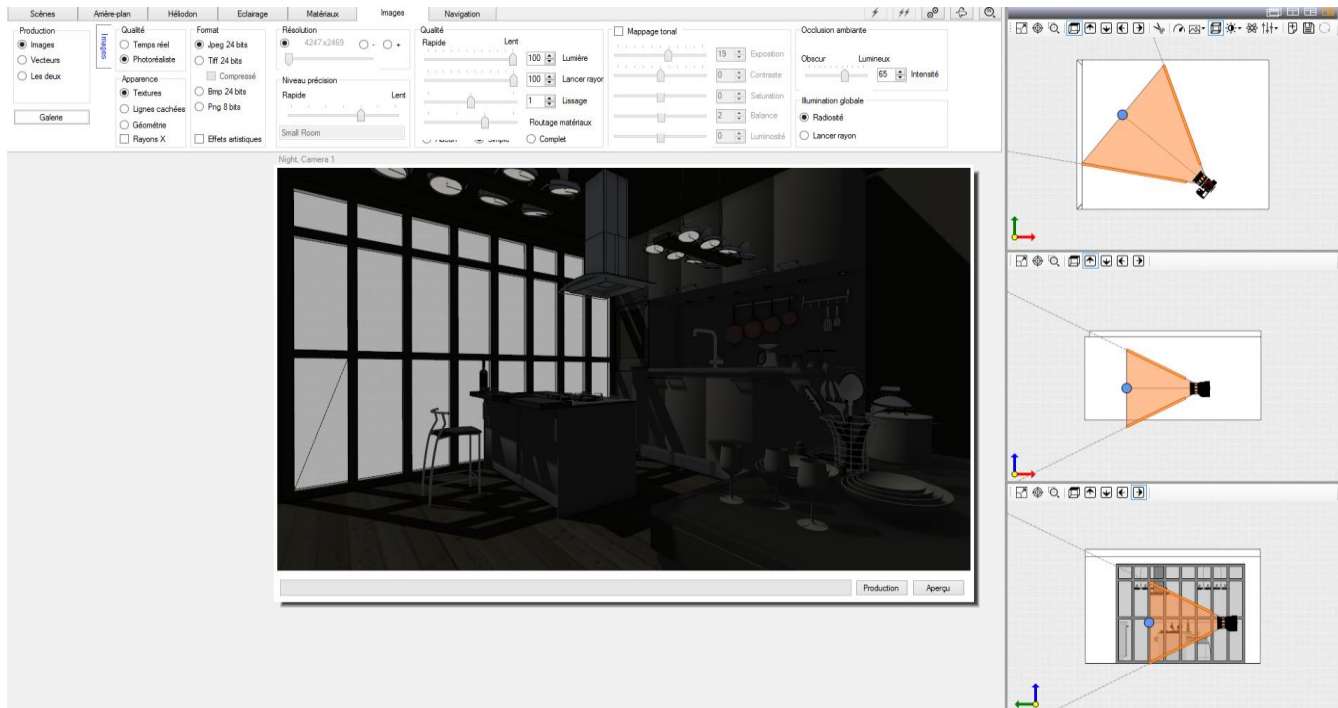 Scènes Arrière-plan Héliodon Eclairage Matériaux Images Navigation
Production
Images
Vecteurs
Les deux
Galerie
Images
Qualité
Temps réel
Photoréaliste
Apparence
Textures
Lignes cachées
Géométrie
Rayons X
Format
Jpeg 24 bits
Tiff 24 bits
Compressé
Bmp 24 bits
Png 8 bits
Effets artistiques
Résolution
4247x2469 - +
Niveau précision
Rapide Lent
Small Room
Qualité
Rapide Lent
100 Lumière
100 Lancer rayon
1 Lissage
Routage matériaux
Aucun Simple Complet
Mappage tonal
19 Exposition
0 Contraste
0 Saturation
2 Balance
0 Luminosité
Occlusion ambiante
Obscur Lumineux
65 Intensité
Illumination globale
Radiosité
Lancer rayon
Night, Camera 1
Production Aperçu